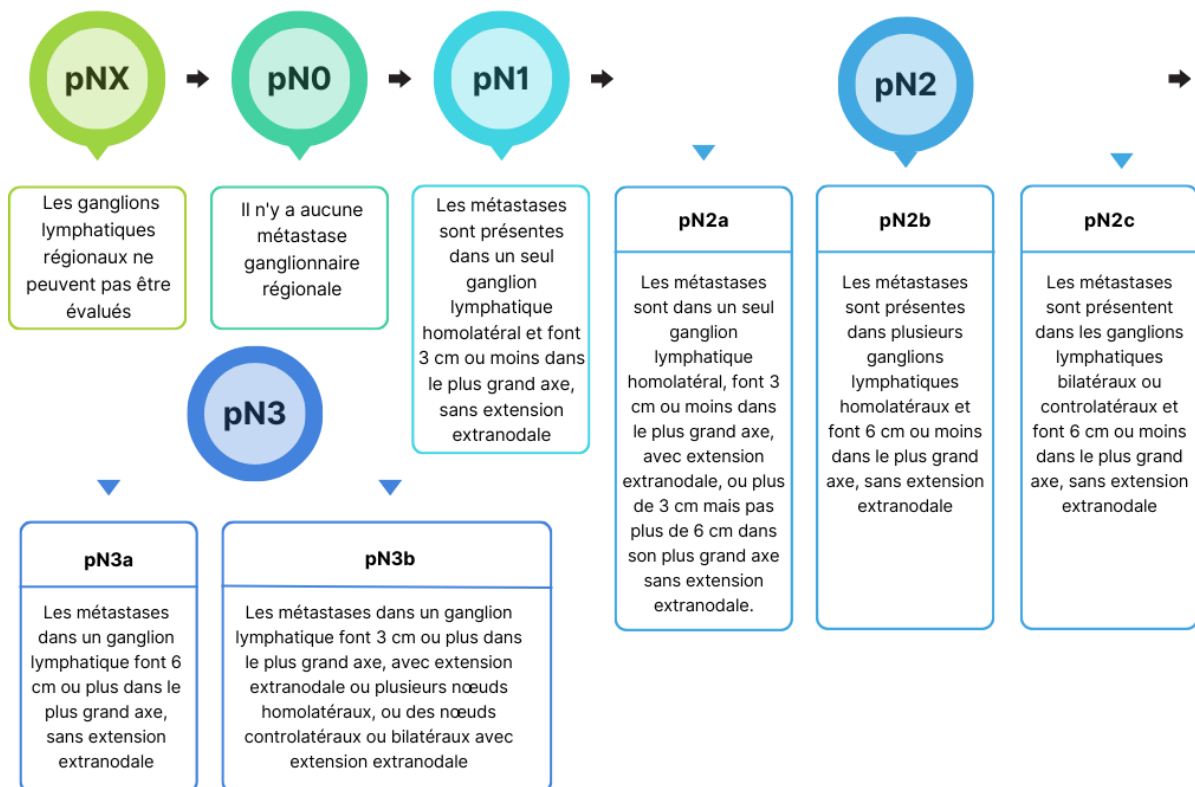 pNX
pN0
pN1
pN2
Les ganglions
lymphatiques
régionaux ne
peuvent pas être
évalués
Il n'y a aucune
métastase
ganglionnaire
régionale
Les métastases
sont présentes
dans un seul
ganglion
lymphatique
homolatéral et font
3 cm ou moins dans
le plus grand axe,
sans extension
extranodale
pN2a
Les métastases
sont dans un seul
ganglion
lymphatique
homolatéral, font 3
cm ou moins dans
le plus grand axe,
avec extension
extranodale, ou plus
de 3 cm mais pas
plus de 6 cm dans
son plus grand axe
sans extension
extranodale.
pN2b
Les métastases
sont présentes
dans plusieurs
ganglions
lymphatiques
homolatéraux et
font 6 cm ou moins
dans le plus grand
axe, sans extension
extranodale
pN2c
Les métastases
sont présentent
dans les ganglions
lymphatiques
bilatéraux ou
controlatéraux et
font 6 cm ou moins
dans le plus grand
axe, sans extension
extranodale
pN3
pN3a
Les métastases
dans un ganglion
lymphatique font 6
cm ou plus dans le
plus grand axe,
sans extension
extranodale
pN3b
Les métastases dans un ganglion
lymphatique font 3 cm ou plus dans
le plus grand axe, avec extension
extranodale ou plusieurs nœuds
homolatéraux, ou des nœuds
controlatéraux ou bilatéraux avec
extension extranodale